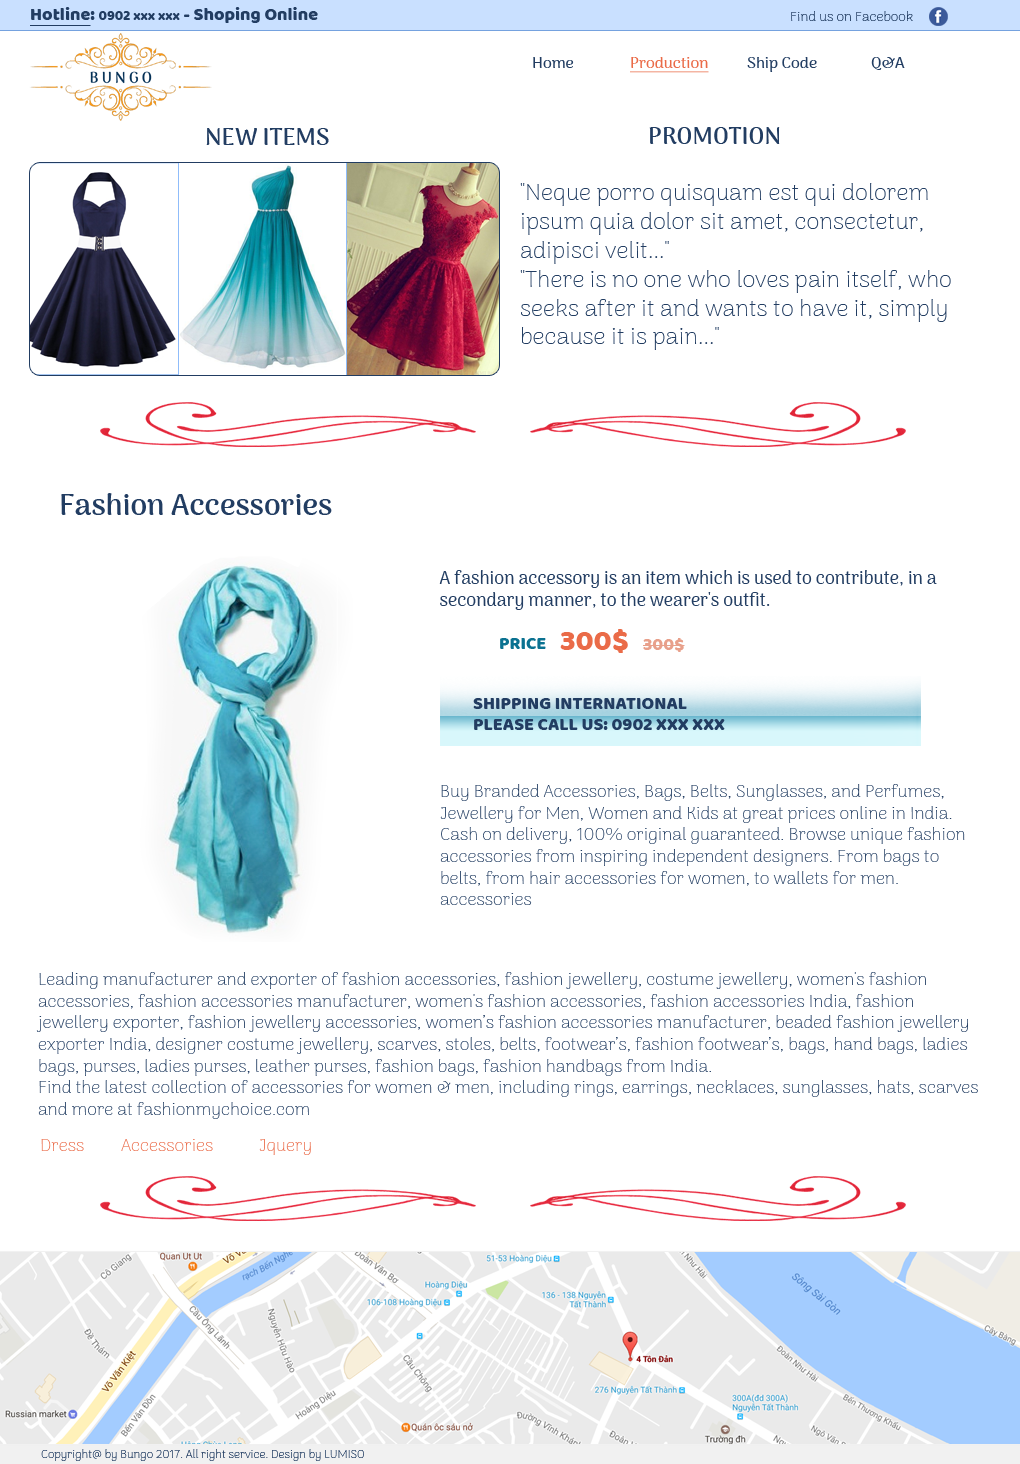 Hotline: 0902 xxx xxx - Shoping Online
Find us on Facebook
BUNGO
Home
Production
Ship Code
Q&A
NEW ITEMS
PROMOTION
"Neque porro quisquam est qui dolorem
ipsum quia dolor sit amet, consectetur,
adipisci velit..."
"There is no one who loves pain itself, who
seeks after it and wants to have it, simply
because it is pain..."
Fashion Accessories
A fashion accessory is an item which is used to contribute, in a
secondary manner, to the wearer's outfit.
PRICE 300$ 300$
SHIPPING INTERNATIONAL
PLEASE CALL US: 0902 XXX XXX
Buy Branded Accessories, Bags, Belts, Sunglasses, and Perfumes,
Jewellery for Men, Women and Kids at great prices online in India.
Cash on delivery, 100% original guaranteed. Browse unique fashion
accessories from inspiring independent designers. From bags to
belts, from hair accessories for women, to wallets for men.
accessories
Leading manufacturer and exporter of fashion accessories, fashion jewellery, costume jewellery, women's fashion
accessories, fashion accessories manufacturer, women's fashion accessories, fashion accessories India, fashion
jewellery exporter, fashion jewellery accessories, women's fashion accessories manufacturer, beaded fashion jewellery
exporter India, designer costume jewellery, scarves, stoles, belts, footwear's, fashion footwear's, bags, hand bags, ladies
bags, purses, ladies purses, leather purses, fashion bags, fashion handbags from India.
Find the latest collection of accessories for women & men, including rings, earrings, necklaces, sunglasses, hats, scarves
and more at fashionmychoice.com
Dress
Accessories
Jquery
Quan Ut Ut
Cô Giang
rạch Bến Nghé
Đoàn Văn Bơ
51-53 Hoàng Diệu
Như Hải
Sông Sài Gòn
Hoàng Diệu
106-108 Hoàng Diệu
136 - 138 Nguyễn
Tất Thành
Cầu Ông Lãnh
Nguyễn Hữu Hào
Đề Thám
Cây Bàng
Võ Văn Kiệt
Cầu Chông
4 Tôn Đản
Doàn Như Hải
276 Nguyễn Tất Thành
Hoàng Diệu
300A(đd 300A)
Nguyễn Tất Thành
Bến Thương Khẩu
Russian market
Bến Vân Đồn
Quán ốc sáu nở
Đường Vĩnh Khánh
Trường đh
Copyright@ by Bungo 2017. All right service. Design by LUMISO